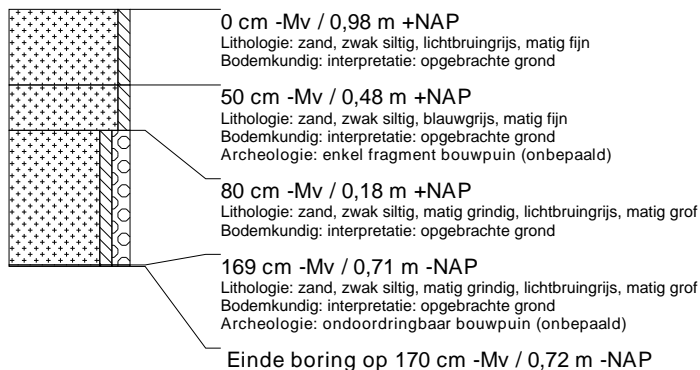 0 cm -Mv / 0,98 m +NAP
Lithologie: zand, zwak siltig, lichtbruingrijs, matig fijn
Bodemkundig: interpretatie: opgebrachte grond
50 cm -Mv / 0,48 m +NAP
Lithologie: zand, zwak siltig, blauwgrijs, matig fijn
Bodemkundig: interpretatie: opgebrachte grond
Archeologie: enkel fragment bouwpuin (onbepaald)
80 cm -Mv / 0,18 m +NAP
Lithologie: zand, zwak siltig, matig grindig, lichtbruingrijs, matig grof
Bodemkundig: interpretatie: opgebrachte grond
169 cm -Mv / 0,71 m -NAP
Lithologie: zand, zwak siltig, matig grindig, lichtbruingrijs, matig grof
Bodemkundig: interpretatie: opgebrachte grond
Archeologie: ondoordringbaar bouwpuin (onbepaald)
Einde boring op 170 cm -Mv / 0,72 m -NAP